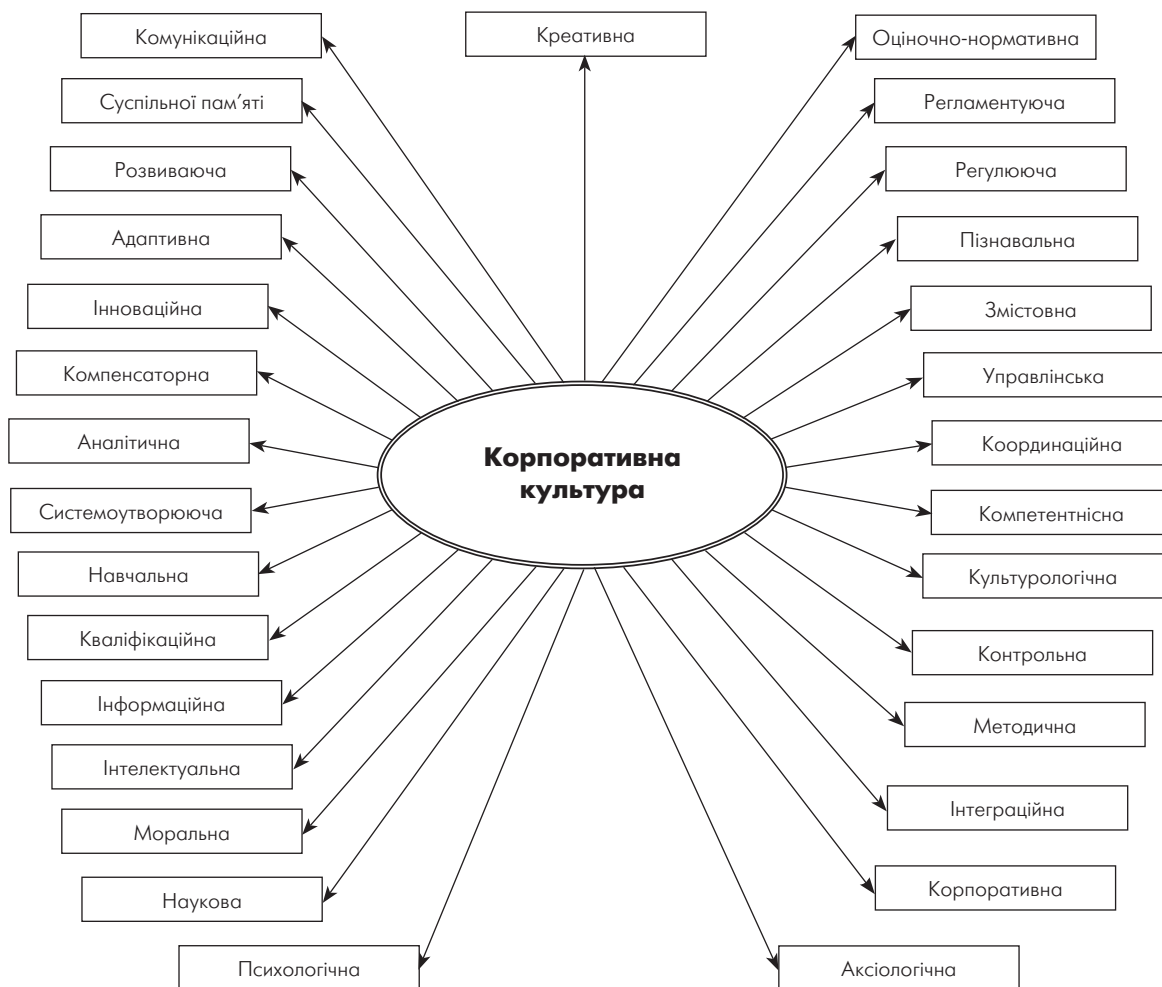 Комунікаційна
Креативна
Оціночно-нормативна
Суспільної пам’яті
Регламентуюча
Розвиваюча
Регулююча
Адаптивна
Пізнавальна
Інноваційна
Змістовна
Компенсаторна
Управлінська
Аналітична
Координаційна
Корпоративна
культура
Системоутворююча
Компетентнісна
Навчальна
Культурологічна
Кваліфікаційна
Контрольна
Інформаційна
Методична
Інтелектуальна
Інтеграційна
Моральна
Корпоративна
Наукова
Психологічна
Аксіологічна